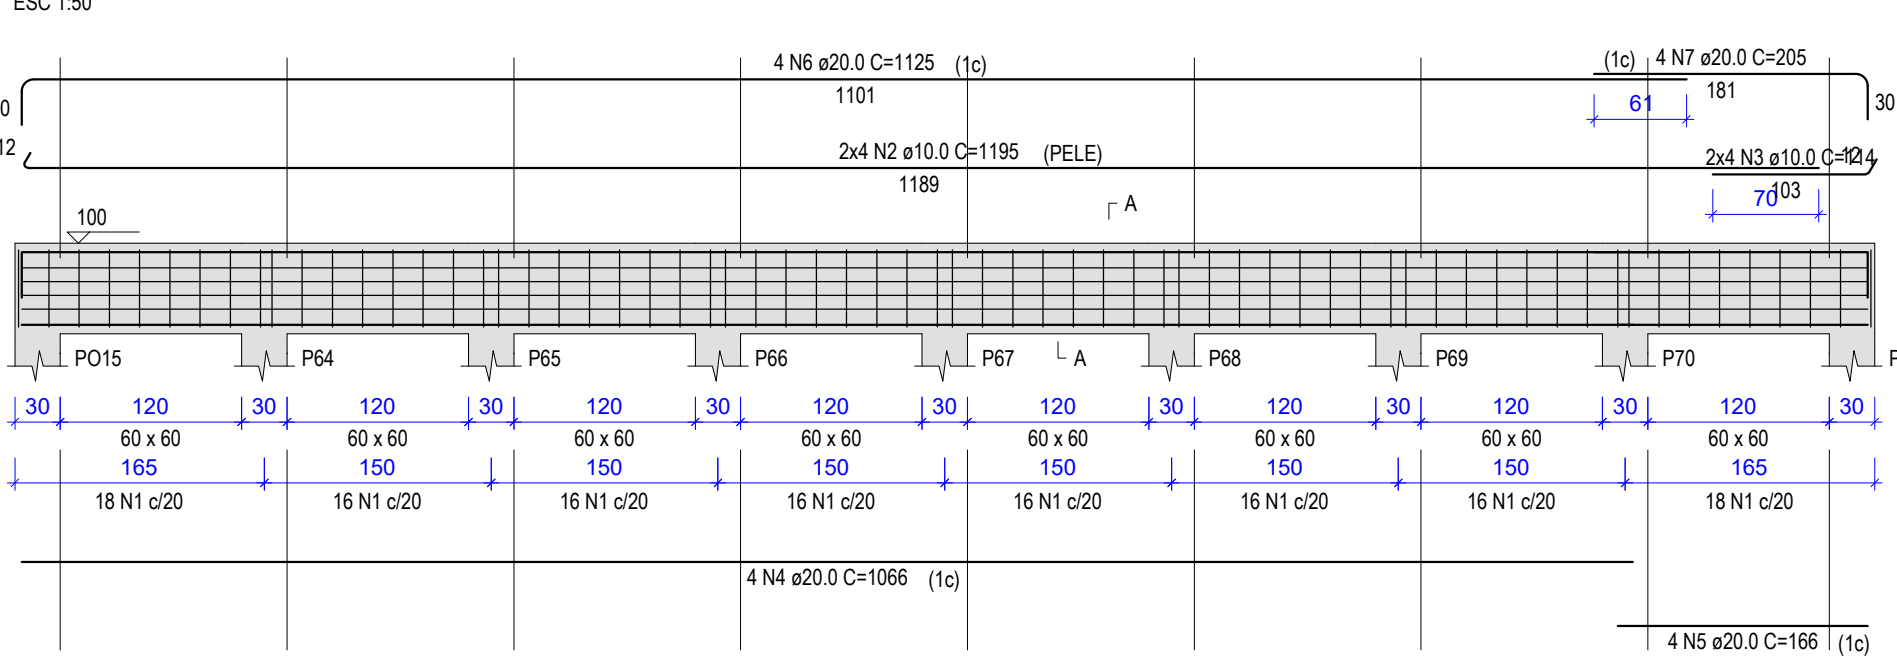 ESC 1:50
4 N6 ø20.0 C=1125 (1c)
(1c) 4 N7 ø20.0 C=205
1101
181
61
0
30
12
2x4 N2 ø10.0 C=1195 (PELE)
2x4 N3 ø10.0 C=114
12
1189
103
70
A
100
PO15 P64 P65 P66 P67 A P68 P69 P70 P
30 120 30 120 30 120 30 120 30 120 30 120 30 120 30 120 30
60 x 60 60 x 60 60 x 60 60 x 60 60 x 60 60 x 60 60 x 60 60 x 60
165 150 150 150 150 150 150 165
18 N1 c/20 16 N1 c/20 16 N1 c/20 16 N1 c/20 16 N1 c/20 16 N1 c/20 16 N1 c/20 18 N1 c/20
4 N4 ø20.0 C=1066 (1c)
4 N5 ø20.0 C=166 (1c)